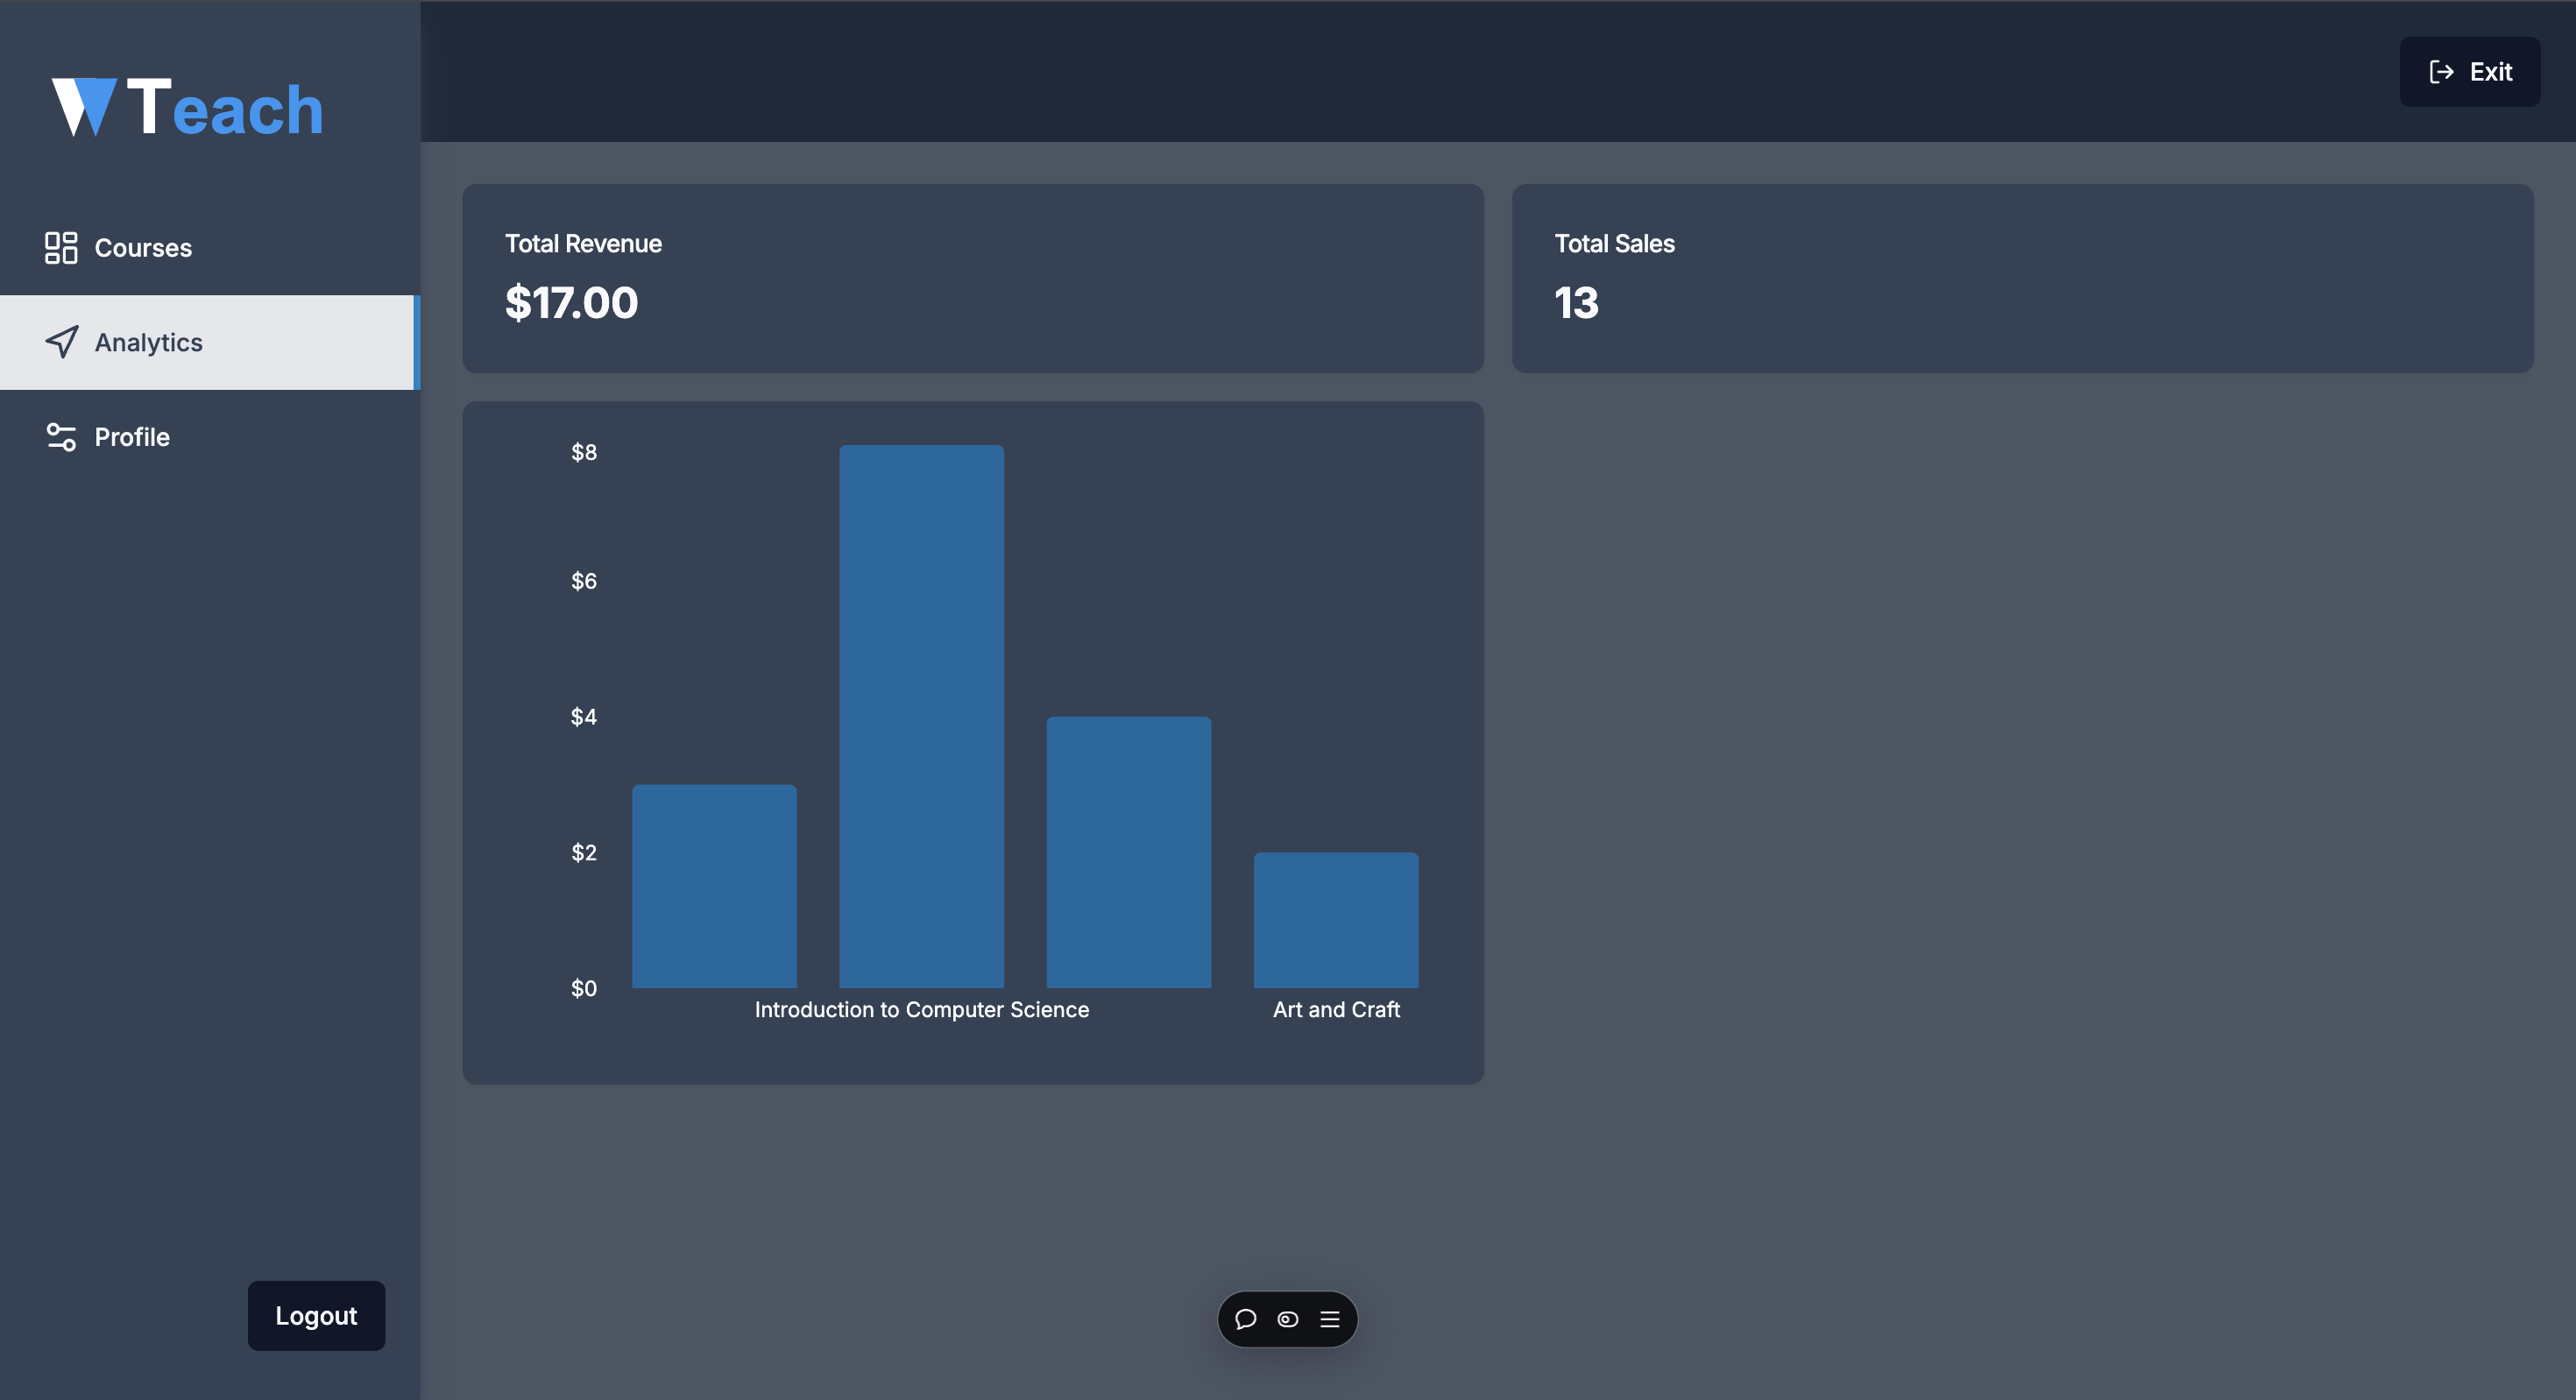 WTeach
Exit
Courses
Analytics
Profile
Total Revenue
$17.00
Total Sales
13
$8
$6
$4
$2
$0
Introduction to Computer Science
Art and Craft
Logout